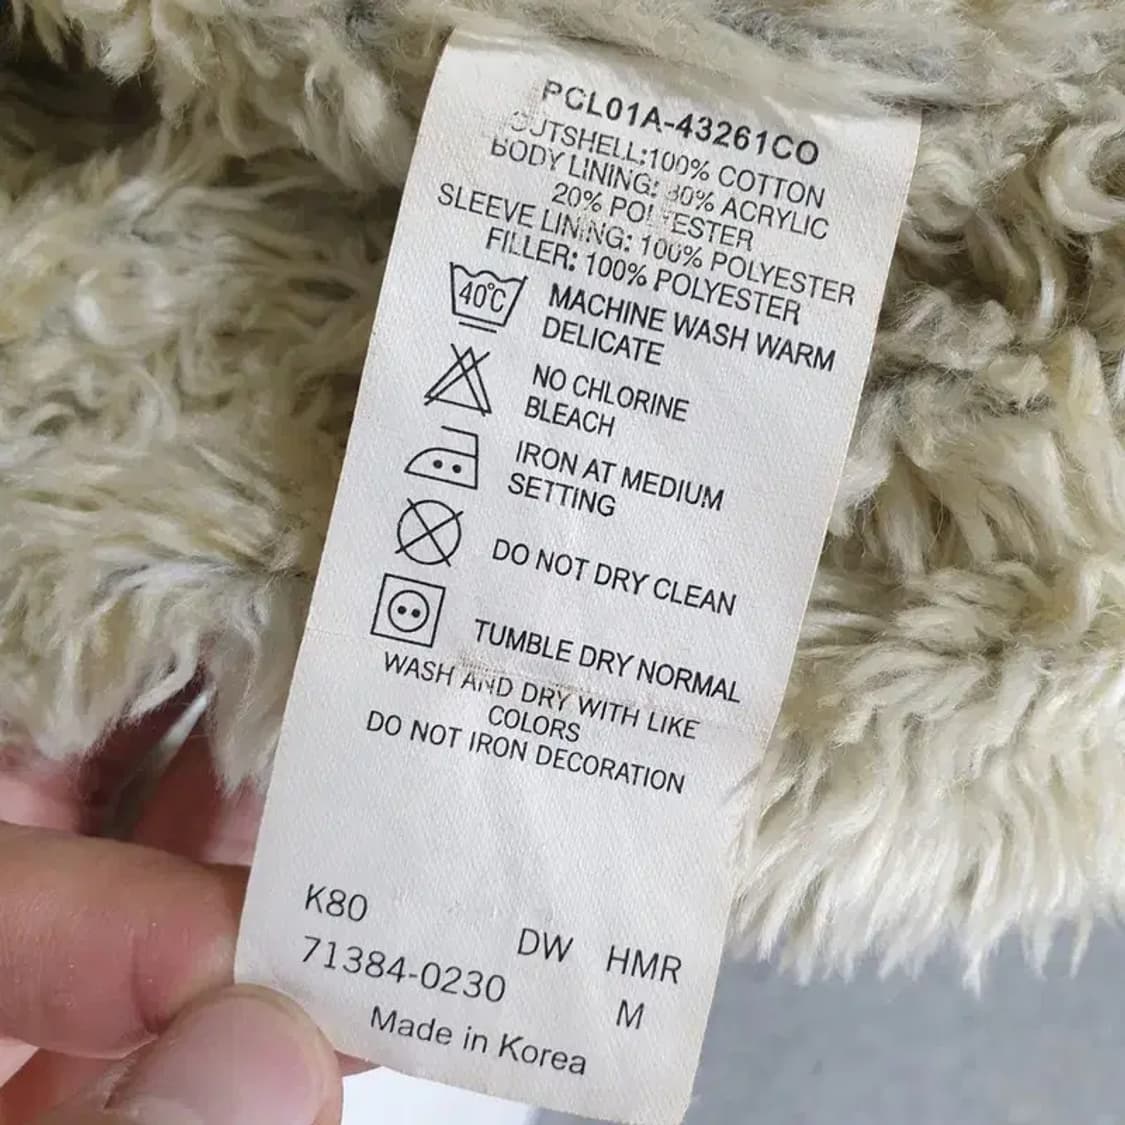 PCL01A-43261CO
OUTSHELL:100% COTTON
BODY LINING: 80% ACRYLIC
20% POLYESTER
SLEEVE LINING: 100% POLYESTER
FILLER: 100% POLYESTER
40°C MACHINE WASH WARM
DELICATE
NO CHLORINE
BLEACH
IRON AT MEDIUM
SETTING
DO NOT DRY CLEAN
TUMBLE DRY NORMAL
WASH AND DRY WITH LIKE
COLORS
DO NOT IRON DECORATION
K80 DW HMR
71384-0230 M
Made in Korea